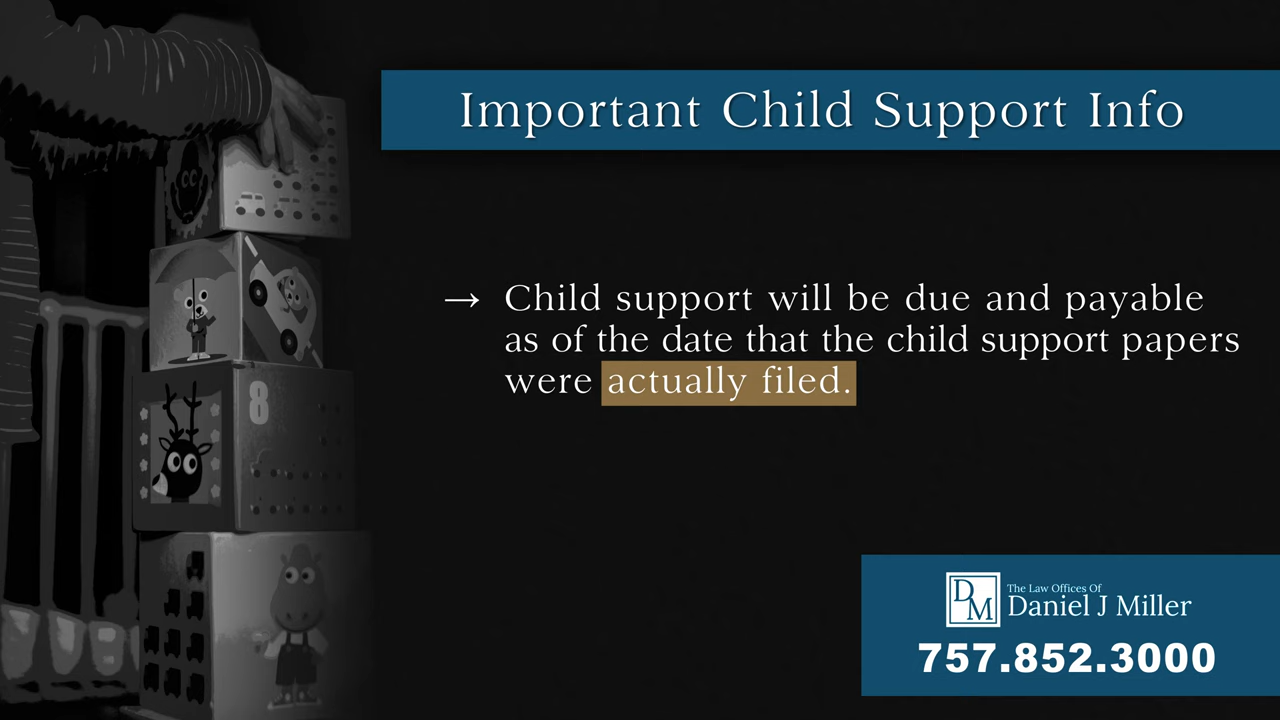 Important Child Support Info
→ Child support will be due and payable
as of the date that the child support papers
were actually filed.
8
DM
The Law Offices Of
Daniel J Miller
757.852.3000